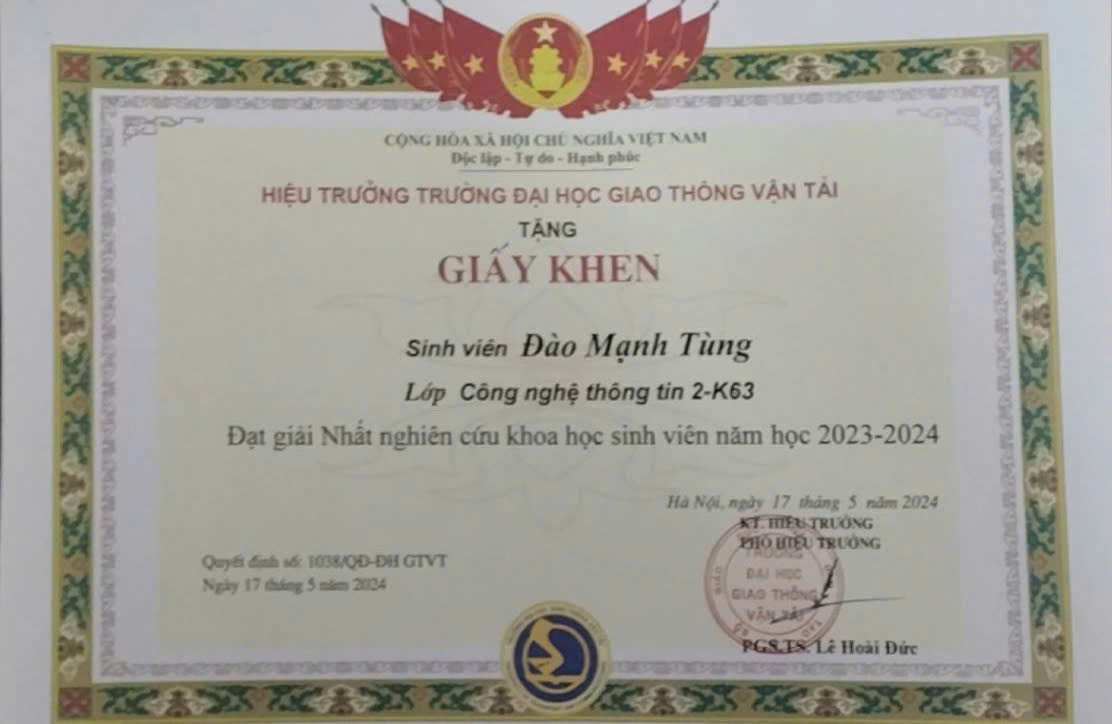 CỘNG HÒA XÃ HỘI CHỦ NGHĨA VIỆT NAM
Độc lập - Tự do - Hạnh phúc
HIỆU TRƯỞNG TRƯỜNG ĐẠI HỌC GIAO THÔNG VẬN TẢI
TẶNG
GIẤY KHEN
Sinh viên Đào Mạnh Tùng
Lớp Công nghệ thông tin 2-K63
Đạt giải Nhất nghiên cứu khoa học sinh viên năm học 2023-2024
Hà Nội, ngày 17 tháng 5 năm 2024
KT. HIỆU TRƯỞNG
PHÓ HIỆU TRƯỞNG
Quyết định số: 1038/QĐ-ĐH GTVT
Ngày 17 tháng 5 năm 2024
TRƯỜNG
ĐẠI HỌC
GIAO THÔNG
VẬN TẢI
PGS.TS. Lê Hoài Đức